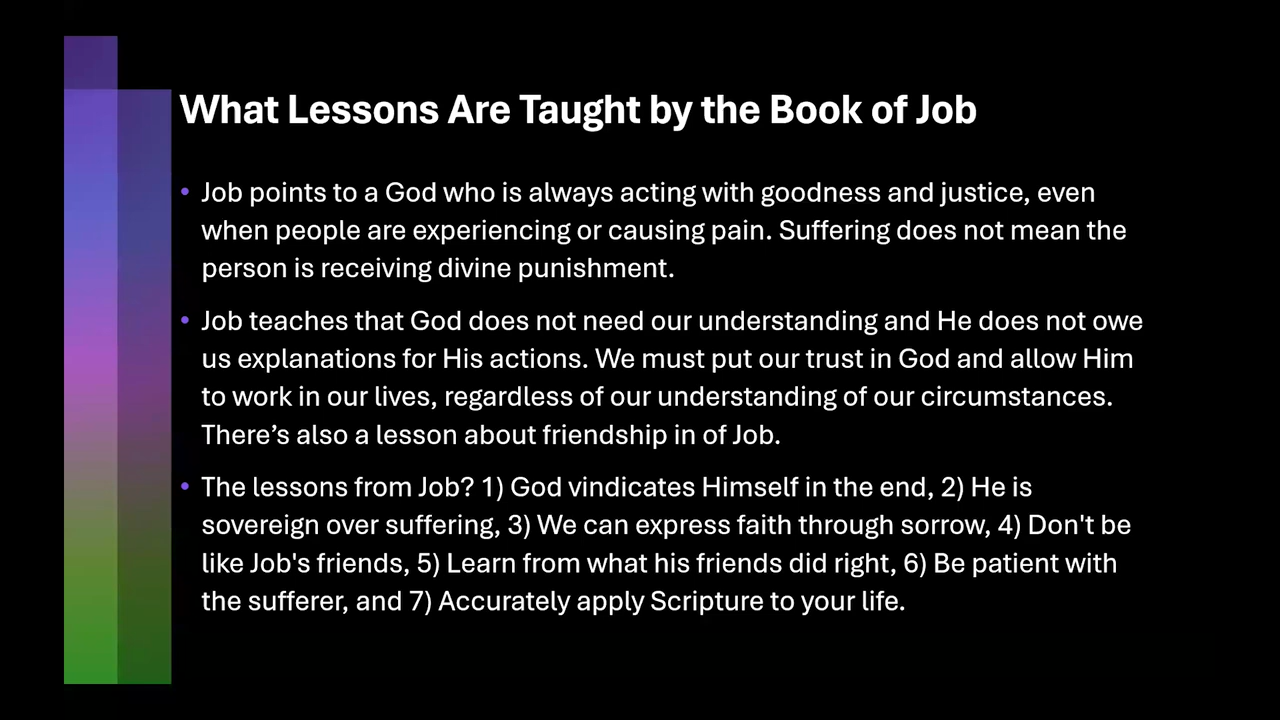 What Lessons Are Taught by the Book of Job
• Job points to a God who is always acting with goodness and justice, even
when people are experiencing or causing pain. Suffering does not mean the
person is receiving divine punishment.
• Job teaches that God does not need our understanding and He does not owe
us explanations for His actions. We must put our trust in God and allow Him
to work in our lives, regardless of our understanding of our circumstances.
There’s also a lesson about friendship in of Job.
• The lessons from Job? 1) God vindicates Himself in the end, 2) He is
sovereign over suffering, 3) We can express faith through sorrow, 4) Don't be
like Job's friends, 5) Learn from what his friends did right, 6) Be patient with
the sufferer, and 7) Accurately apply Scripture to your life.